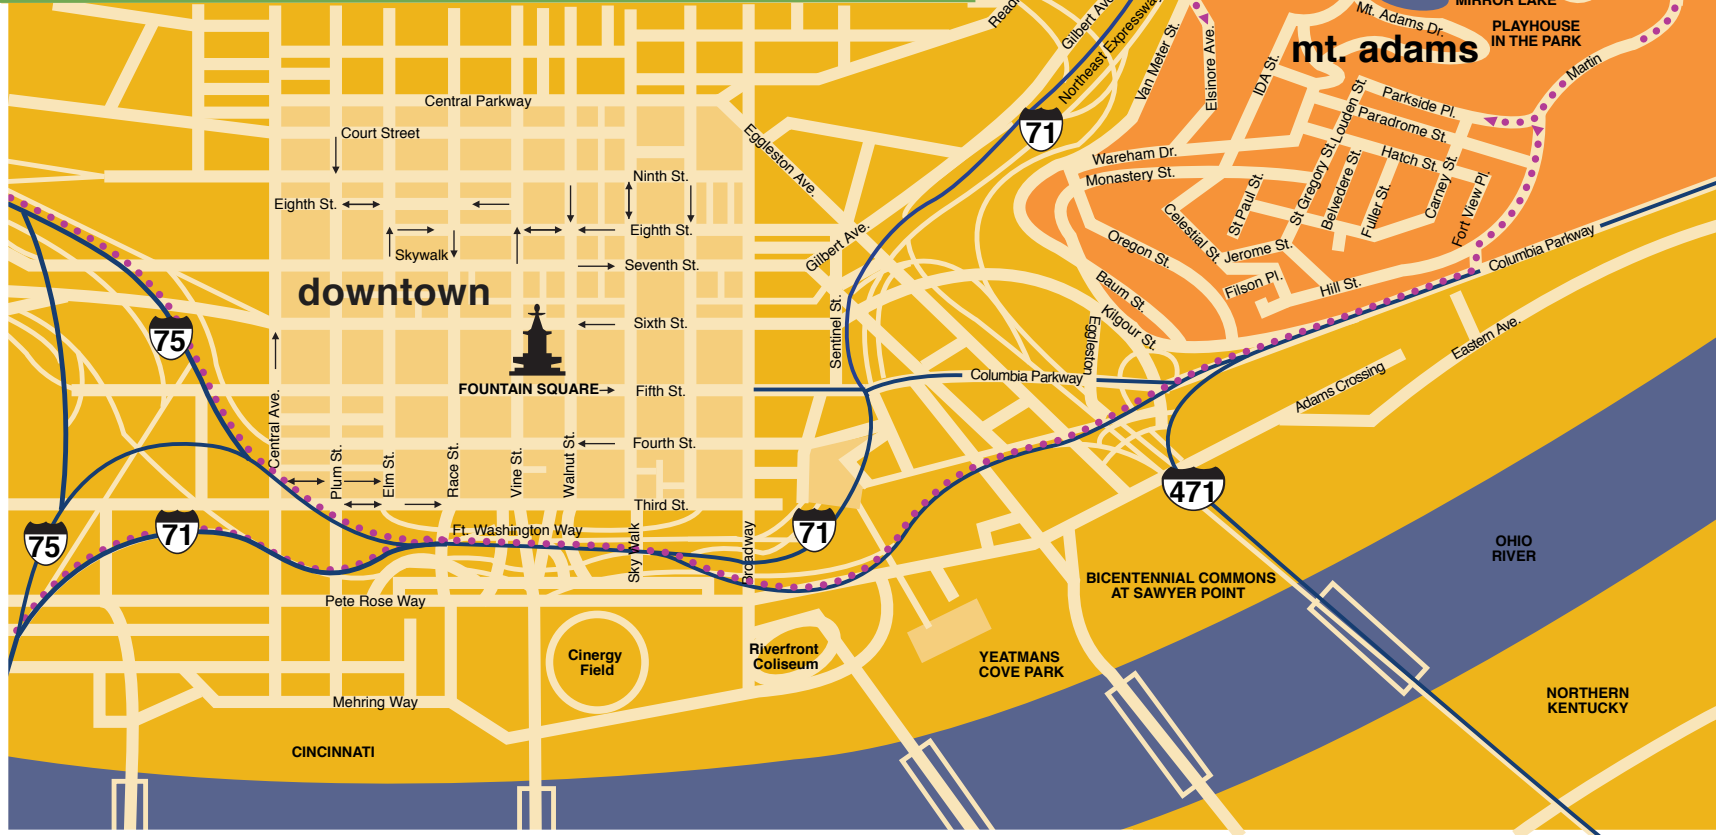 MIRROR LAKE
Mt. Adams Dr.
PLAYHOUSE
IN THE PARK
mt. adams
Martin
Gilbert Ave.
Northeast Expressway
Van Meter St.
Elsinore Ave.
IDA St.
71
Central Parkway
Court Street
Eggleston Ave.
Parkside Pl.
Paradrome St.
Louden St.
Hatch St.
Wareham Dr.
Monastery St.
Ninth St.
Eighth St.
Eighth St.
Skywalk
Seventh St.
Gilbert Ave.
St Paul St.
St Gregory St.
Belvedere St.
Fuller St.
Carney St.
Fort View Pl.
Celestial St.
Jerome St.
Oregon St.
Columbia Parkway
Baum St.
Filson Pl.
Hill St.
downtown
Sixth St.
Sentinel St.
Kilgour St.
Eggleston
Eastern Ave.
75
FOUNTAIN SQUARE
Fifth St.
Columbia Parkway
Adams Crossing
Central Ave.
Plum St.
Elm St.
Race St.
Vine St.
Walnut St.
Fourth St.
Third St.
471
75
71
Ft. Washington Way
Sky Walk
Broadway
71
OHIO
RIVER
BICENTENNIAL COMMONS
AT SAWYER POINT
Pete Rose Way
Cinergy
Field
Riverfront
Coliseum
YEATMANS
COVE PARK
Mehring Way
NORTHERN
KENTUCKY
CINCINNATI